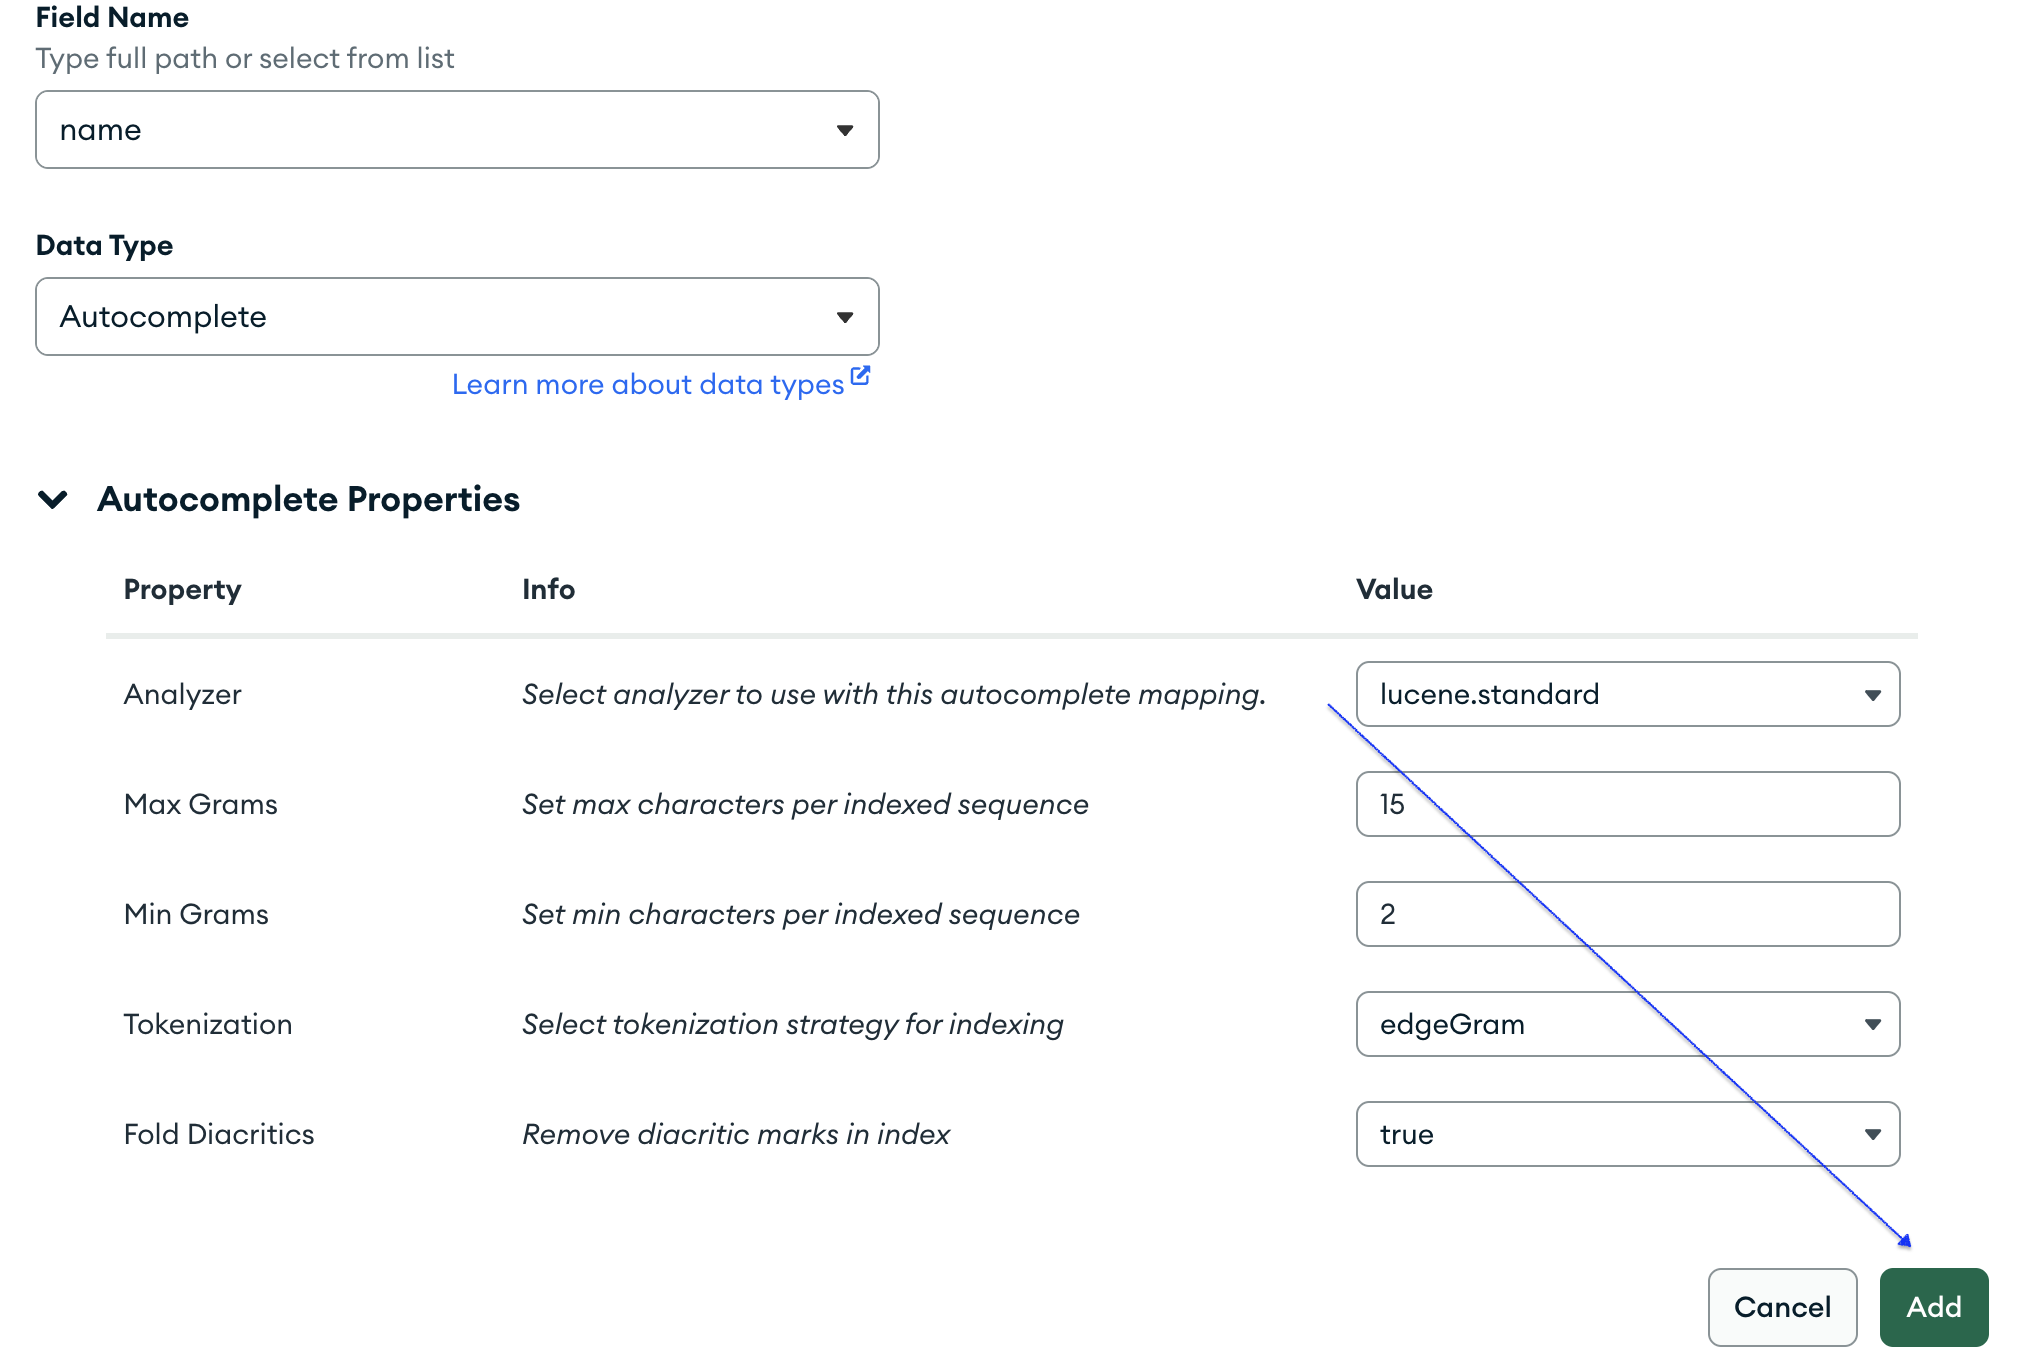 Field Name
Type full path or select from list
name
Data Type
Autocomplete
Learn more about data types
Autocomplete Properties
Property Info Value
Analyzer Select analyzer to use with this autocomplete mapping. lucene.standard
Max Grams Set max characters per indexed sequence 15
Min Grams Set min characters per indexed sequence 2
Tokenization Select tokenization strategy for indexing edgeGram
Fold Diacritics Remove diacritic marks in index true
Cancel Add